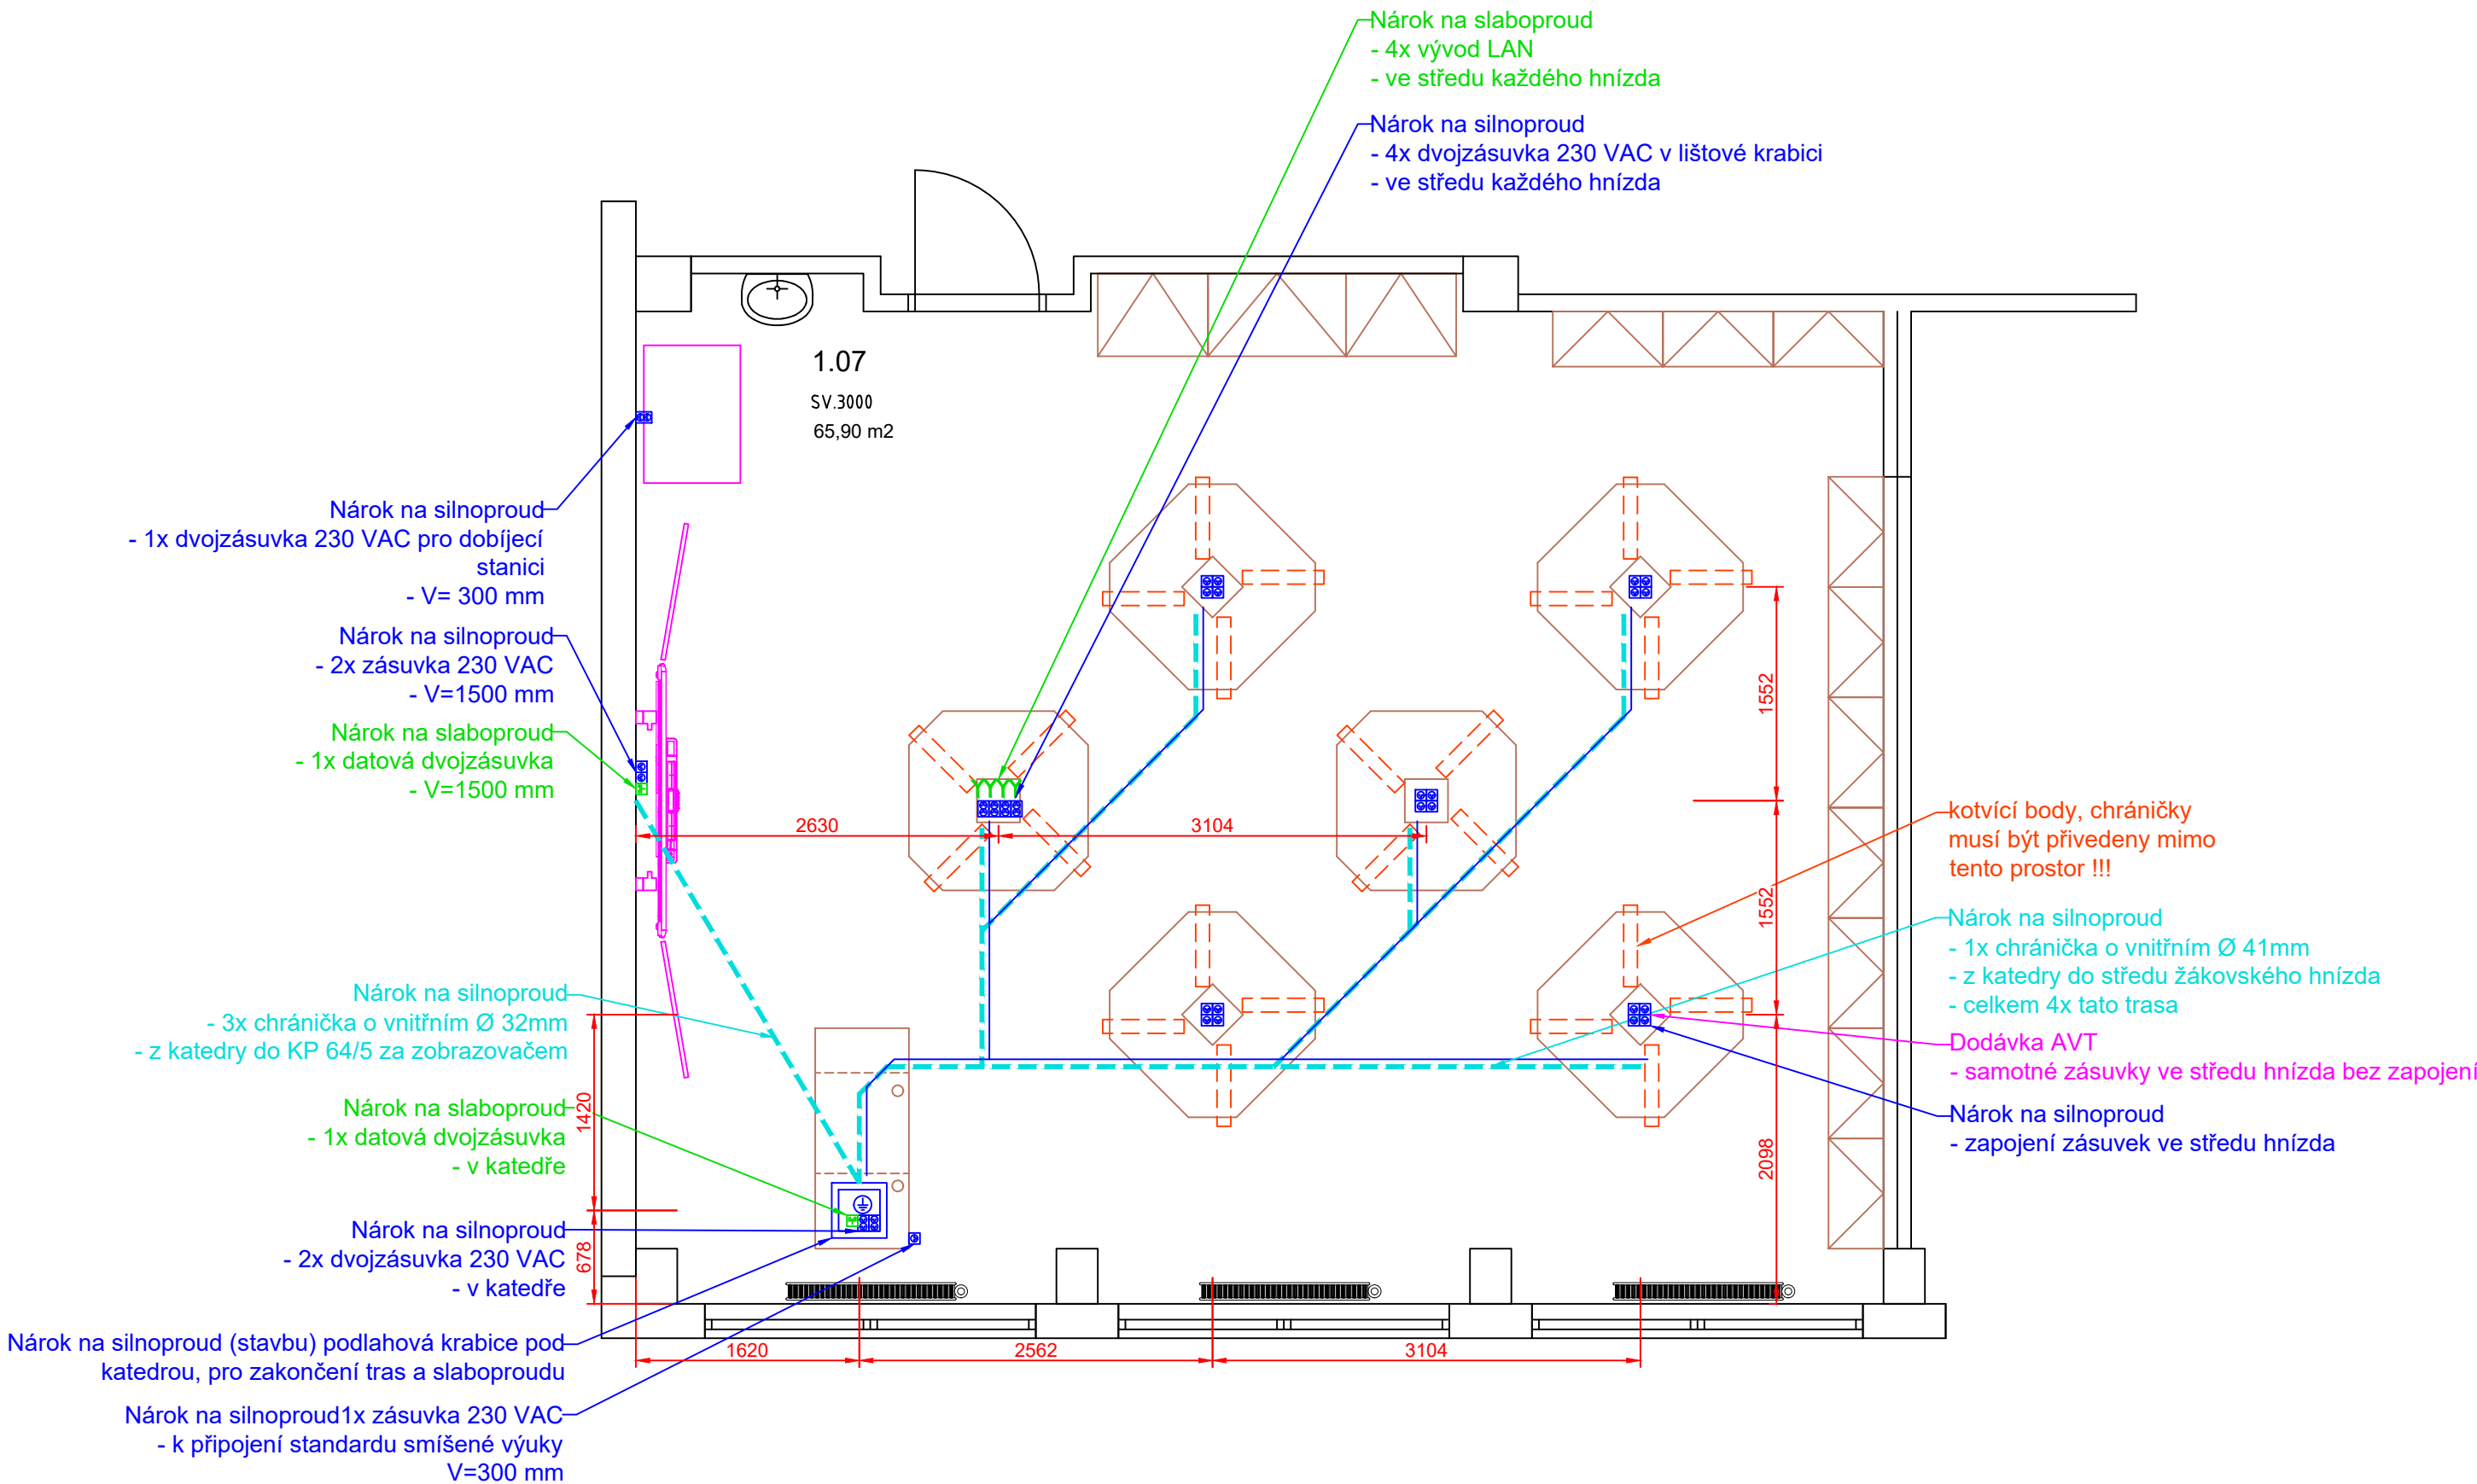 Nárok na slaboproud
- 4x vývod LAN
- ve středu každého hnízda
Nárok na silnoproud
- 4x dvojzásuvka 230 VAC v lištové krabici
- ve středu každého hnízda
1.07
SV.3000
65,90 m2
Nárok na silnoproud
- 1x dvojzásuvka 230 VAC pro dobíjecí
stanici
- V= 300 mm
Nárok na silnoproud
- 2x zásuvka 230 VAC
- V=1500 mm
Nárok na slaboproud
- 1x datová dvojzásuvka
- V=1500 mm
2630
3104
1552
1552
2098
kotvící body, chráničky
musí být přivedeny mimo
tento prostor !!!
Nárok na silnoproud
- 1x chránička o vnitřním Ø 41mm
- z katedry do středu žákovského hnízda
- celkem 4x tato trasa
Dodávka AVT
- samotné zásuvky ve středu hnízda bez zapojení
Nárok na silnoproud
- zapojení zásuvek ve středu hnízda
Nárok na silnoproud
- 3x chránička o vnitřním Ø 32mm
- z katedry do KP 64/5 za zobrazovačem
1420
Nárok na slaboproud
- 1x datová dvojzásuvka
- v katedře
678
Nárok na silnoproud
- 2x dvojzásuvka 230 VAC
- v katedře
Nárok na silnoproud (stavbu) podlahová krabice pod
katedrou, pro zakončení tras a slaboproudu
1620
2562
3104
Nárok na silnoproud1x zásuvka 230 VAC
- k připojení standardu smíšené výuky
V=300 mm